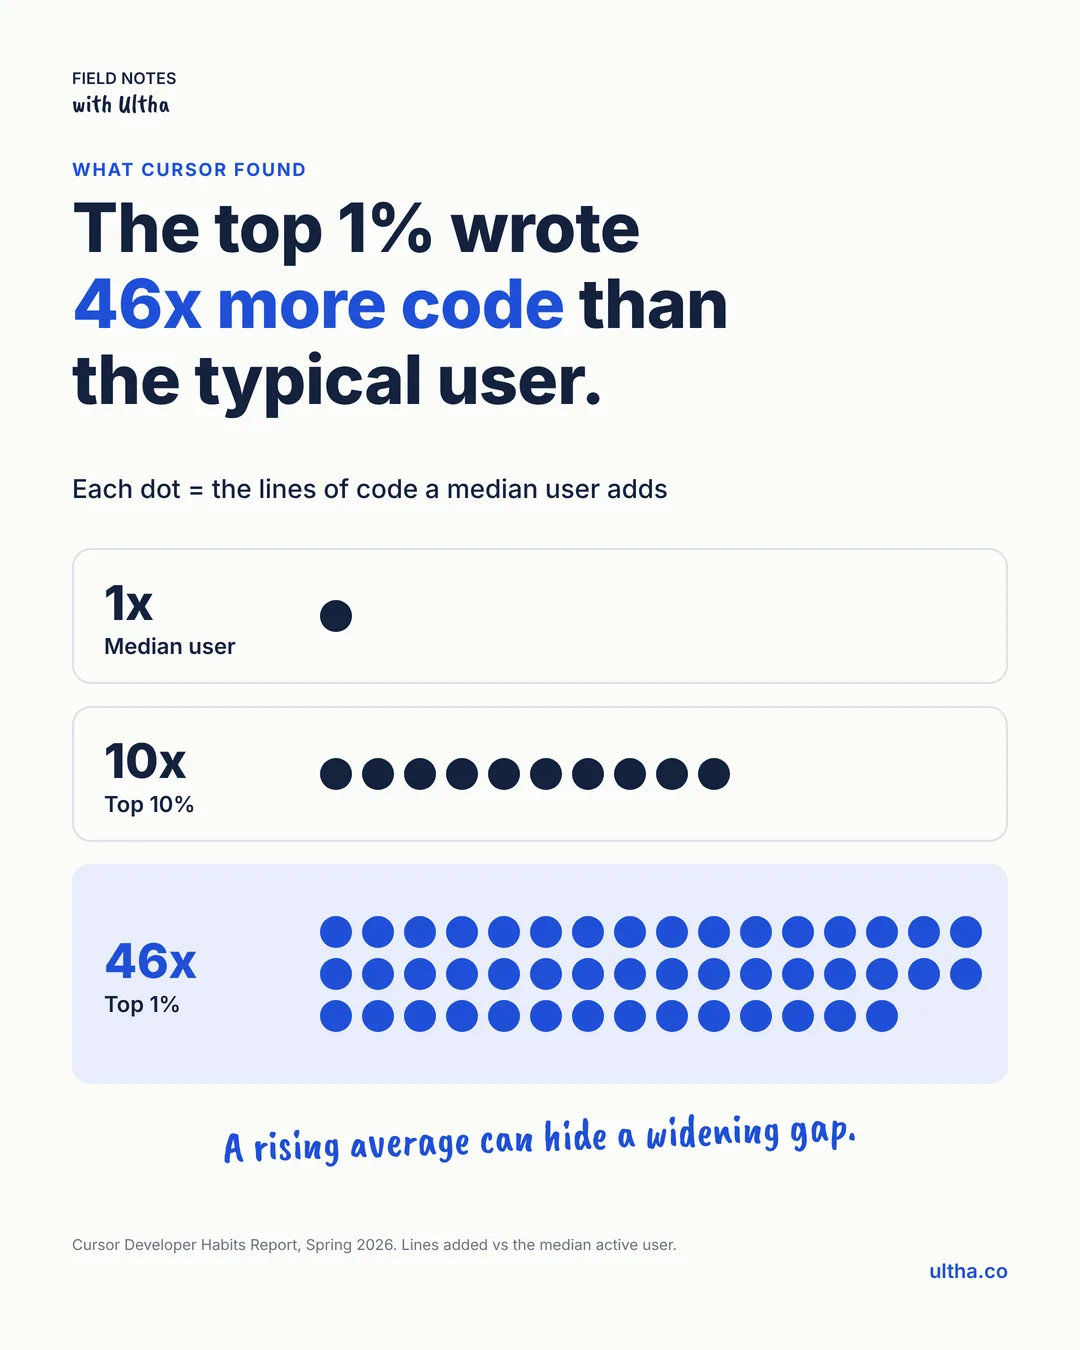 FIELD NOTES
with Ultha
WHAT CURSOR FOUND
The top 1% wrote
46x more code than
the typical user.
Each dot = the lines of code a median user adds
1x
Median user
10x
Top 10%
46x
Top 1%
A rising average can hide a widening gap.
Cursor Developer Habits Report, Spring 2026. Lines added vs the median active user.
ultha.co